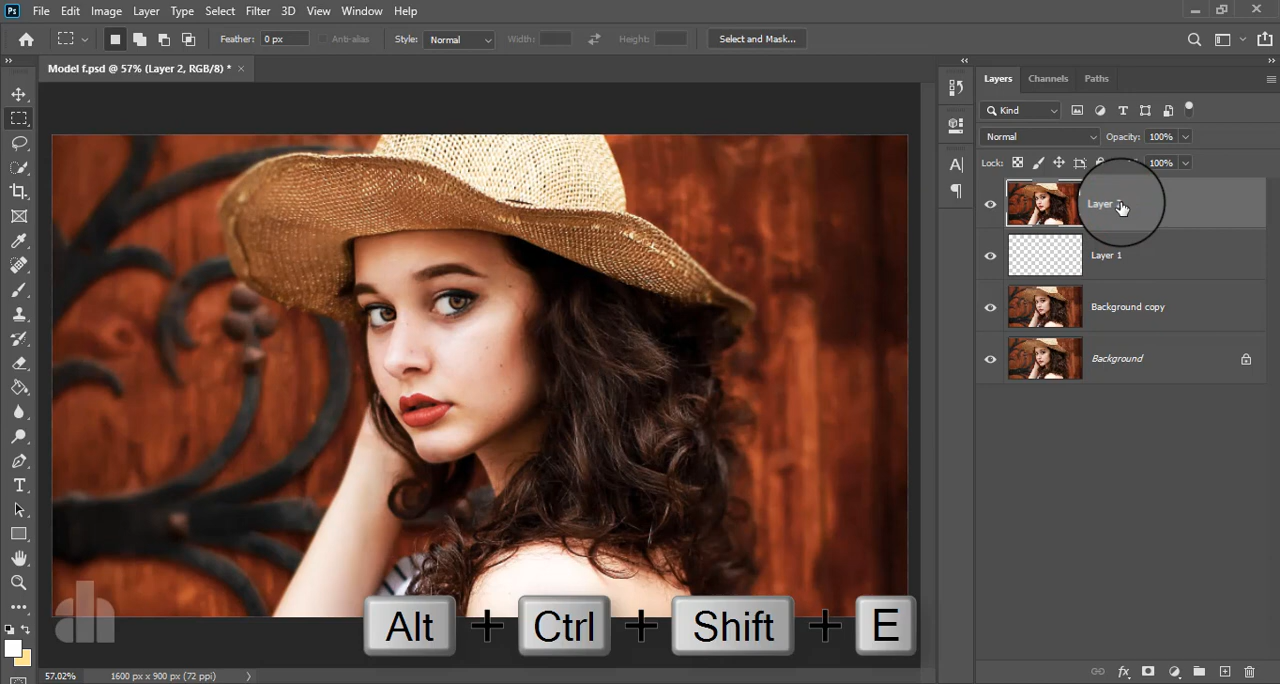 Ps File Edit Image Layer Type Select Filter 3D View Window Help
Feather: 0 px Anti-alias Style: Normal Width: Height: Select and Mask...
Model f.psd @ 57% (Layer 2, RGB/8) * ×
Layers Channels Paths
Kind
Normal Opacity: 100%
Lock: 100%
Layer
Layer 1
Background copy
Background
Alt + Ctrl + Shift + E
57.02% 1600 px x 900 px (72 ppi)